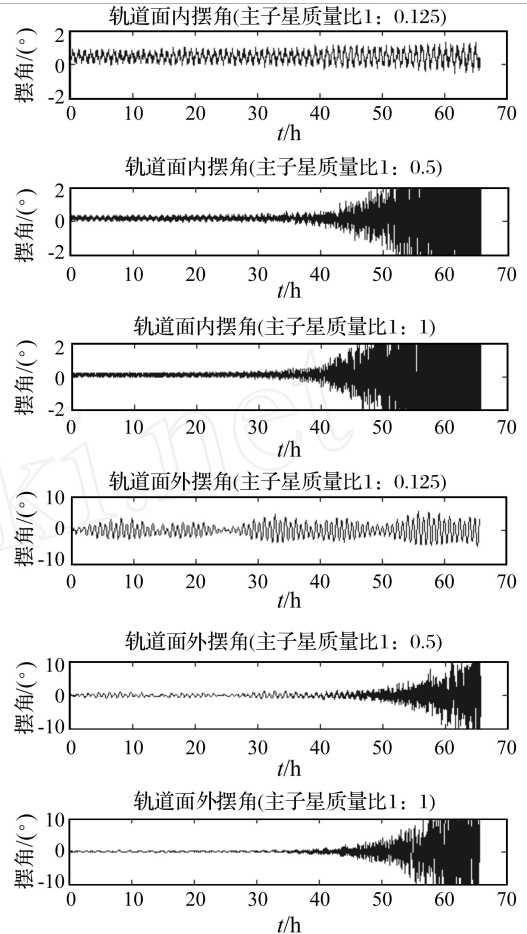 轨道面内摆角(主子星质量比1：0.125)
摆角/(°)
2
0
-2
0 10 20 30 40 50 60 70
t/h
轨道面内摆角(主子星质量比1：0.5)
摆角/(°)
2
0
-2
0 10 20 30 40 50 60 70
t/h
轨道面内摆角(主子星质量比1：1)
摆角/(°)
2
0
-2
0 10 20 30 40 50 60 70
t/h
轨道面外摆角(主子星质量比1：0.125)
摆角/(°)
10
0
-10
0 10 20 30 40 50 60 70
t/h
轨道面外摆角(主子星质量比1：0.5)
摆角/(°)
10
0
-10
0 10 20 30 40 50 60 70
t/h
轨道面外摆角(主子星质量比1：1)
摆角/(°)
10
0
-10
0 10 20 30 40 50 60 70
t/h
ki.net